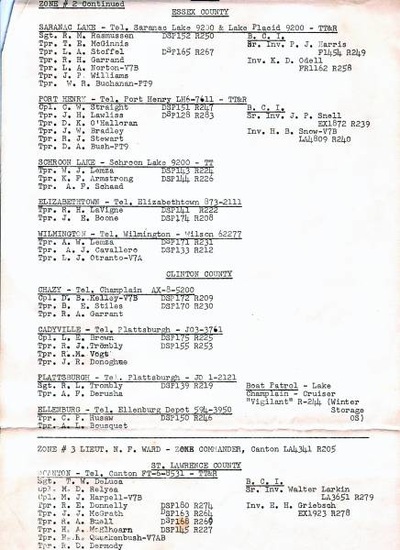 ZONE # 2 Continued
ESSEX COUNTY
SARANAC LAKE - Tel. Saranac Lake 9200 & Lake Placid 9200 - TT&R
Sgt. R. M. Rasmussen DSP152 R250 B. C. I.
Tpr. T. E. McGinnis Sr. Inv. P. J. Harris
Tpr. L. A. Stoffel DSP165 R267 R249
Tpr. R. H. Garrand Inv. K. D. Odell
Tpr. L. A. Norton-V7B FR1162 R258
Tpr. J. P. Williams
Tpr. W. R. Buchanan-FT9
PORT HENRY - Tel. Port Henry LH6-7611 - TT&R
Cpl. C. W. Straight DSP151 R247 B. C. I.
Tpr. J. H. Lawliss DSP128 R283 Sr. Inv. J. P. Snell
Tpr. D. K. O'Halloran EX1872 R239
Tpr. J. W. Bradley Inv. H. B. Snow-V7B
Tpr. R. J. Stewart LA4809 R240
Tpr. D. A. Bush-FT9
SCHROON LAKE - Schroon Lake 9200 - TT
Tpr. W. J. Lemza DSP143 R224
Tpr. K. F. Armstrong DSP144 R226
Tpr. A. F. Schaad
ELIZABETHTOWN - Tel. Elizabethtown 873-2111
Tpr. R. H. LaVigne DSP141 R222
Tpr. J. E. Boone DSP174 R208
WILMINGTON - Tel. Wilmington - Wilson 62277
Tpr. A. W. Lemza DSP171 R231
Tpr. A. J. Cavaliere DSP133 R212
Tpr. L. J. Otranto-V7A
CLINTON COUNTY
CHAZY - Tel. Champlain AX-8-5200
Cpl. D. B. Kelley-V7B DSP172 R209
Tpr. B. E. Stiles DSP170 R230
Tpr. R. A. Garrant
CADYVILLE - Tel. Plattsburgh - JO3-3761
Cpl. L. E. Brown DSP175 R225
Tpr. R. J. Trombly DSP155 R253
Tpr. R. M. Vogt
Tpr. J. R. Donoghue
PLATTSBURGH - Tel. Plattsburgh - JO 1-2121
Sgt. R. L. Trombly DSP139 R219 Boat Patrol - Lake
Tpr. A. F. Derusha Champlain - Cruiser
"Vigilant" R-244 (Winter
ELLENBURG - Tel. Ellenburg Depot 594-3950 Storage
Tpr. C. P. Rusaw DSP150 R246 OS)
Tpr. A. L. Bousquet
ZONE # 3 LIEUT. N. F. WARD - ZONE COMMANDER, Canton LA4341 R205
ST. LAWRENCE COUNTY
CANTON - Tel. Canton FT-6-8531 - TT&R
Sgt. T. W. DeLuca B. C. I.
Cpl. M. D. Relyea Sr. Inv. Walter Larkin
Cpl. M. J. Harpell-V7B LA3651 R279
Tpr. R. E. Donnelly DSP180 R274 Inv. E. H. Griebsch
Tpr. J. J. McGrath DSP163 R264 EX1923 R278
Tpr. H. A. Buell DSP168 R269
Tpr. R. A. McElhearn DSP145 R227
Tpr. Quackenbush-V7AB
Tpr. R. D. Dermody